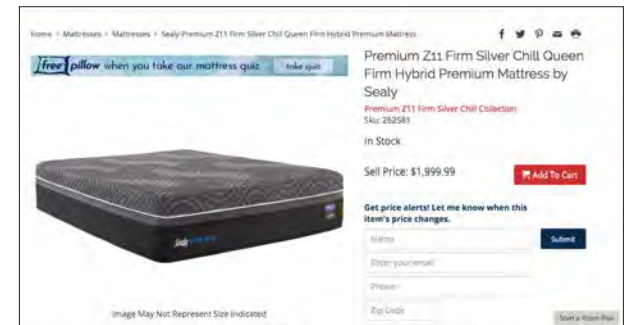 Home > Mattresses > Mattresses > Sealy Premium Z11 Firm Silver Chill Queen Firm Hybrid Premium Mattress
free pillow when you take our mattress quiz take quiz
Premium Z11 Firm Silver Chill Queen
Firm Hybrid Premium Mattress by
Sealy
Premium Z11 Firm Silver Chill Collection
Sku: 262581
In Stock
Sell Price: $1,999.99
Add To Cart
Get price alerts! Let me know when this
item's price changes.
Name
Submit
Enter your email
Phone
Zip Code
Sealy
Image May Not Represent Size Indicated
Start a Room Plan